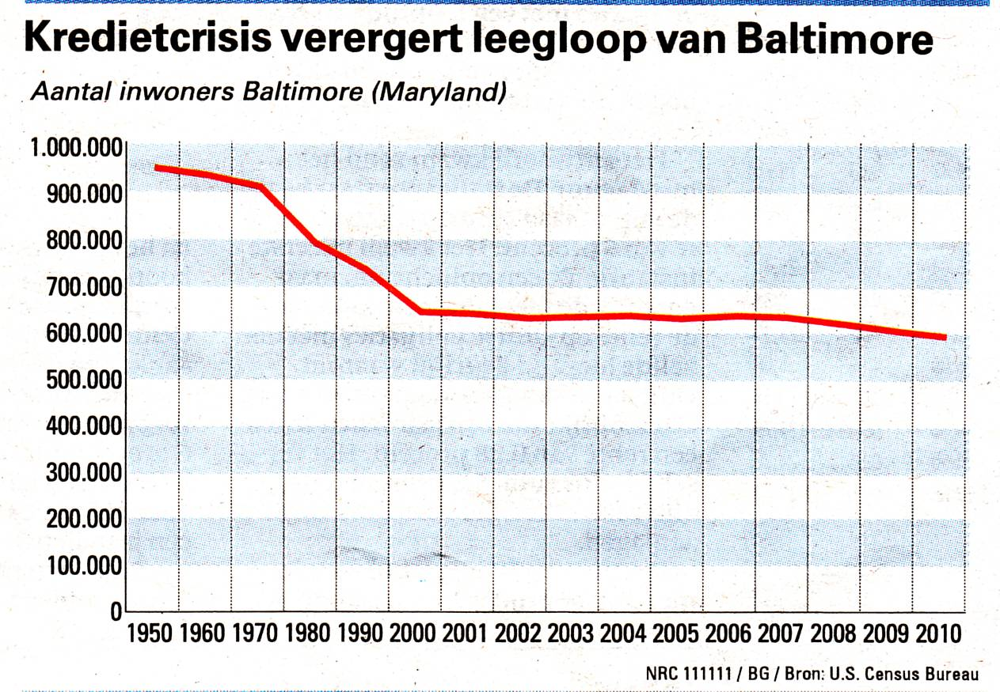 Kredietcrisis verergert leegloop van Baltimore
Aantal inwoners Baltimore (Maryland)
1.000.000
900.000
800.000
700.000
600.000
500.000
400.000
300.000
200.000
100.000
0
1950 1960 1970 1980 1990 2000 2001 2002 2003 2004 2005 2006 2007 2008 2009 2010
NRC 111111 / BG / Bron: U.S. Census Bureau